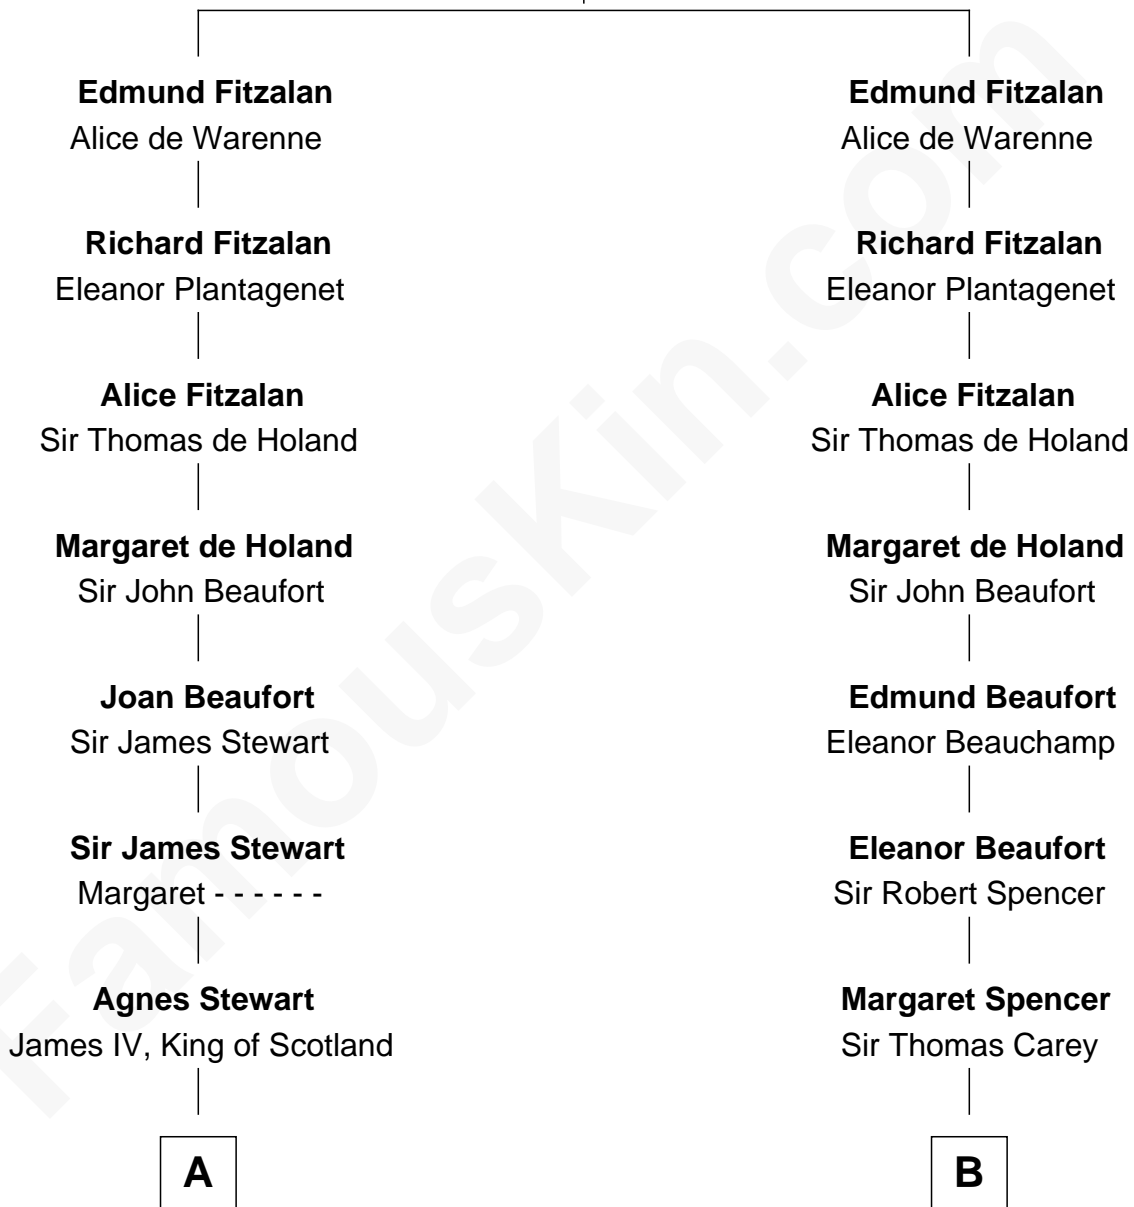 Edmund Fitzalan
Alice de Warenne
Richard Fitzalan
Eleanor Plantagenet
Alice Fitzalan
Sir Thomas de Holand
Margaret de Holand
Sir John Beaufort
Joan Beaufort
Sir James Stewart
Sir James Stewart
Margaret - - - - - -
Agnes Stewart
James IV, King of Scotland
A
Edmund Fitzalan
Alice de Warenne
Richard Fitzalan
Eleanor Plantagenet
Alice Fitzalan
Sir Thomas de Holand
Margaret de Holand
Sir John Beaufort
Edmund Beaufort
Eleanor Beauchamp
Eleanor Beaufort
Sir Robert Spencer
Margaret Spencer
Sir Thomas Carey
B
FamousKin.com